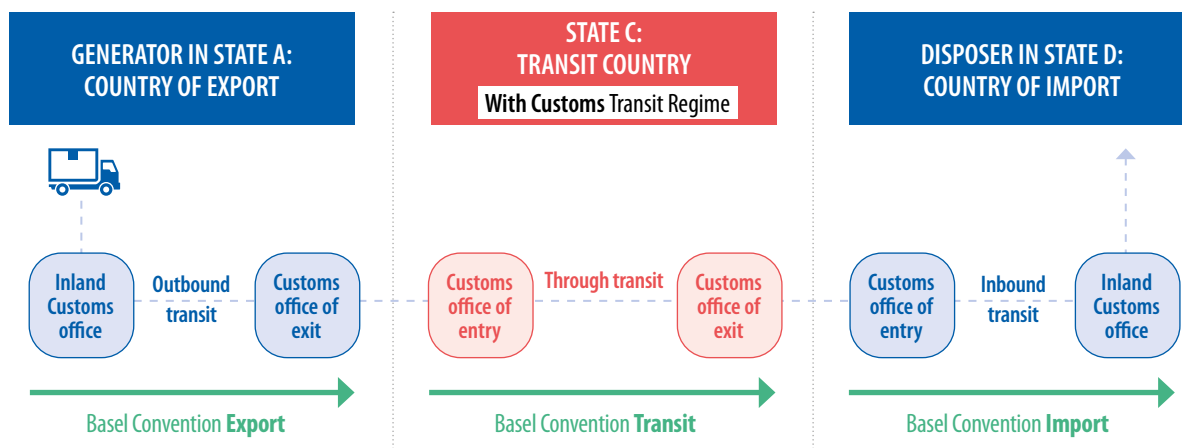 GENERATOR IN STATE A:
COUNTRY OF EXPORT
STATE C:
TRANSIT COUNTRY
With Customs Transit Regime
DISPOSER IN STATE D:
COUNTRY OF IMPORT
Inland
Customs
office
Outbound
transit
Customs
office of
exit
Customs
office of
entry
Through transit
Customs
office of
exit
Customs
office of
entry
Inbound
transit
Inland
Customs
office
Basel Convention Export
Basel Convention Transit
Basel Convention Import